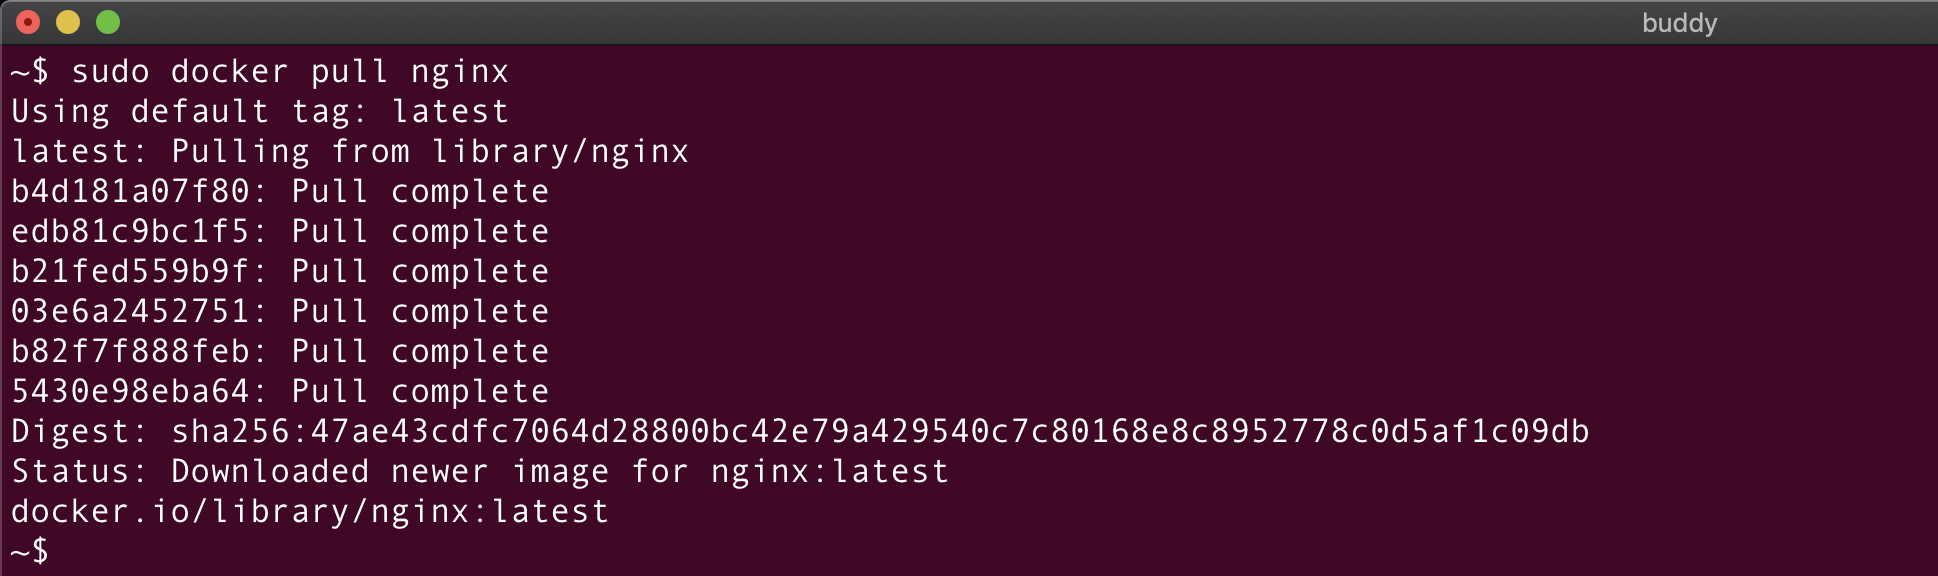 buddy
~$ sudo docker pull nginx
Using default tag: latest
latest: Pulling from library/nginx
b4d181a07f80: Pull complete
edb81c9bc1f5: Pull complete
b21fed559b9f: Pull complete
03e6a2452751: Pull complete
b82f7f888feb: Pull complete
5430e98eba64: Pull complete
Digest: sha256:47ae43cdfc7064d28800bc42e79a429540c7c80168e8c8952778c0d5af1c09db
Status: Downloaded newer image for nginx:latest
docker.io/library/nginx:latest
~$